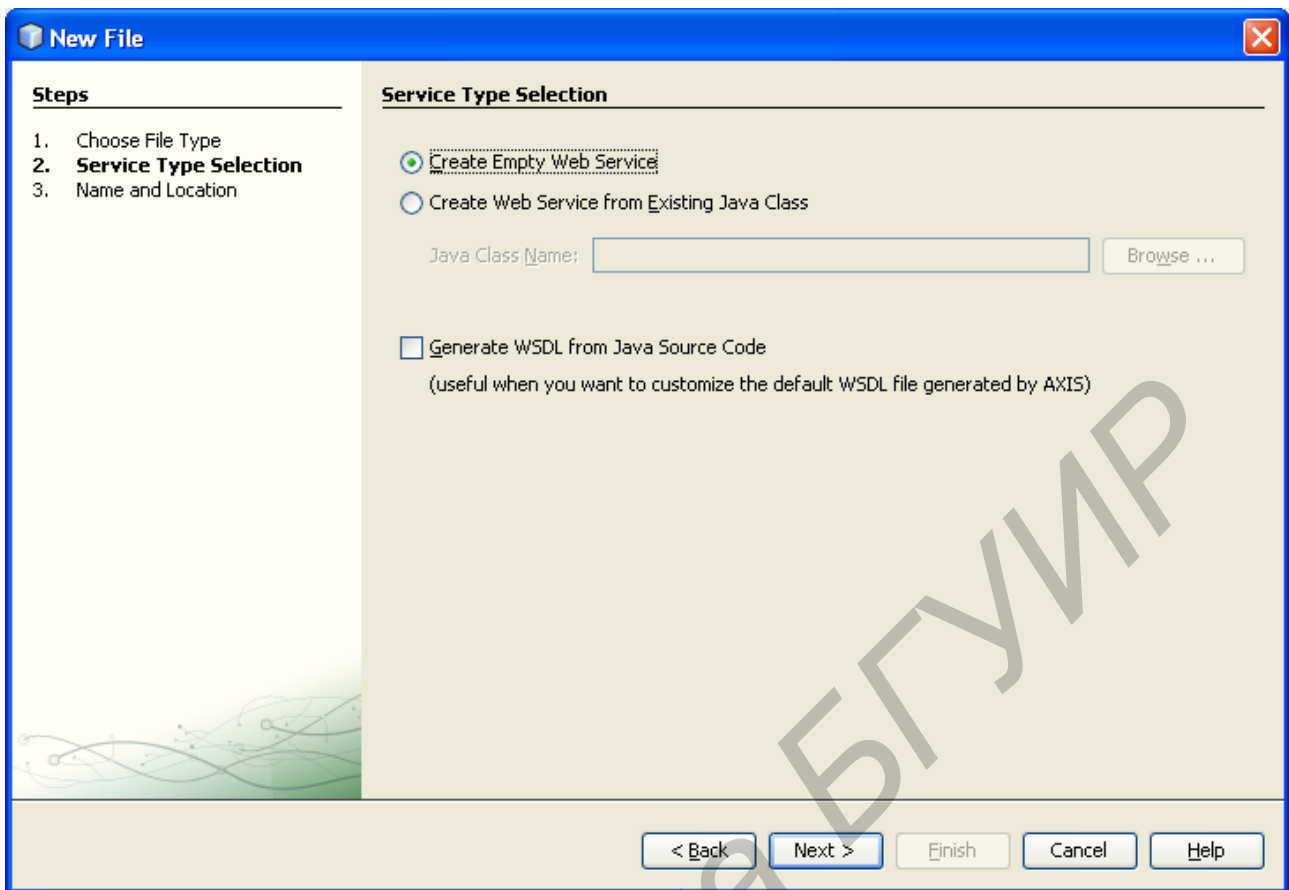 New File
Steps
1. Choose File Type
2. Service Type Selection
3. Name and Location
Service Type Selection
Create Empty Web Service
Create Web Service from Existing Java Class
Java Class Name:
Browse ...
Generate WSDL from Java Source Code
(useful when you want to customize the default WSDL file generated by AXIS)
< Back
Next >
Finish
Cancel
Help
БГУИР